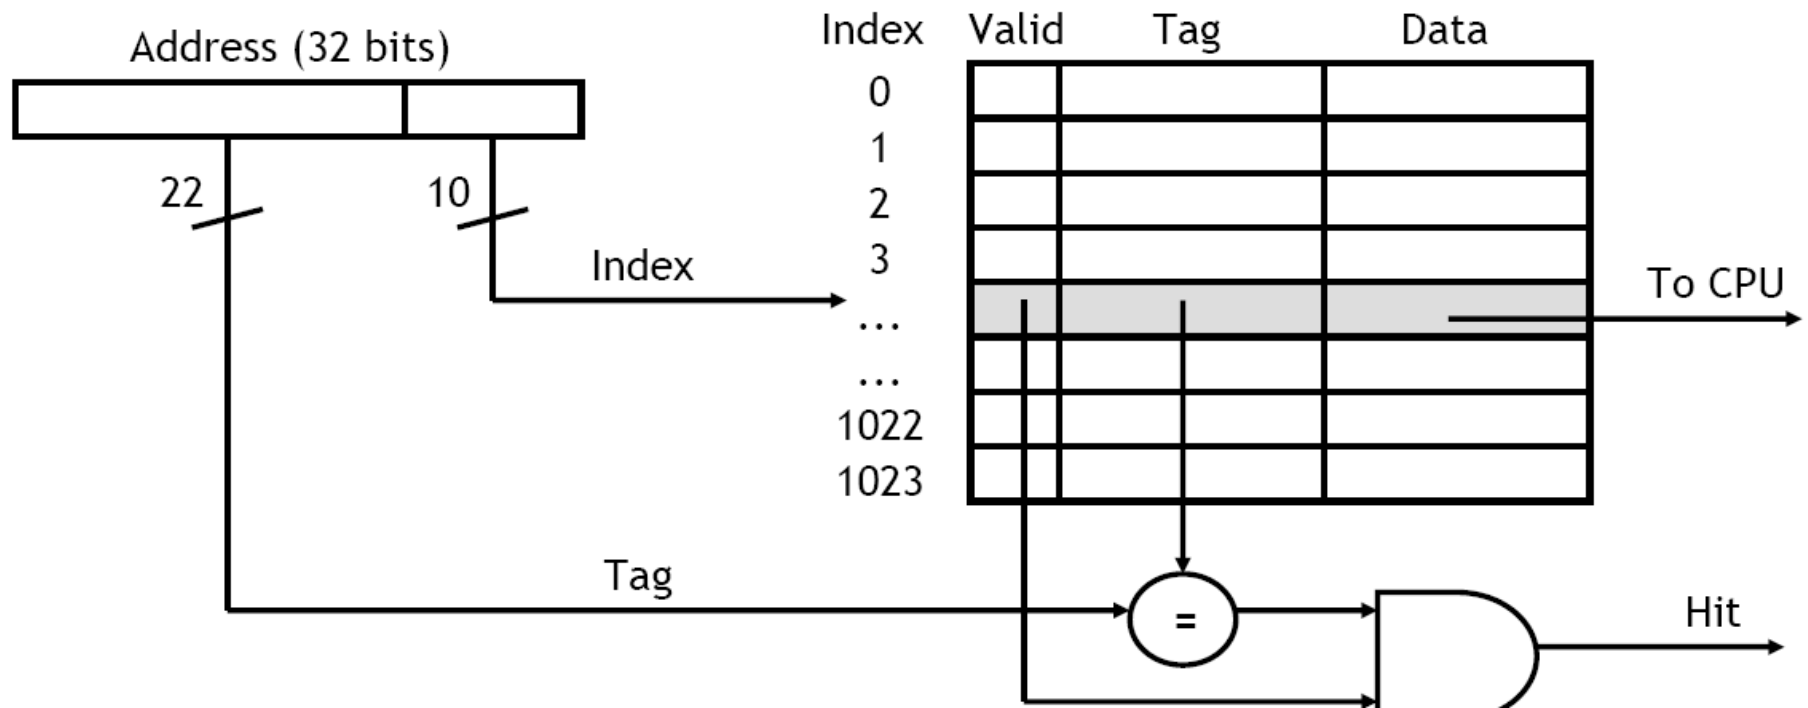 Address (32 bits)
Index Valid Tag Data
0
1
22 10 2
Index 3
... To CPU
...
1022
1023
Tag
=
Hit